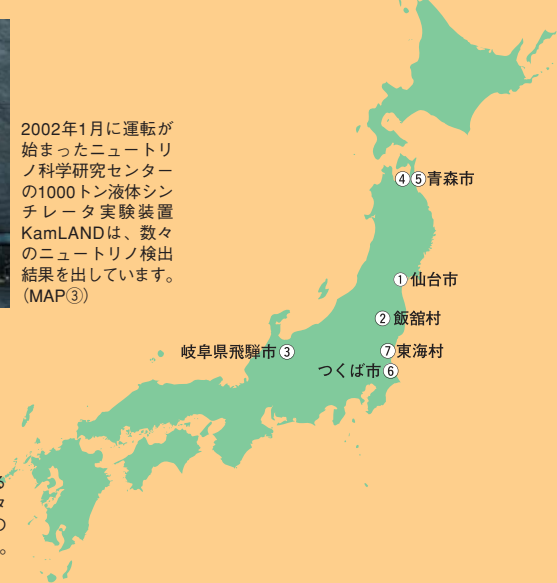 2002年1月に運転が
始まったニュートリ
ノ科学研究センター
の1000トン液体シン
チレータ実験装置
KamLANDは、数々
のニュートリノ検出
結果を出しています。
（MAP③）
④⑤青森市
①仙台市
②飯舘村
岐阜県飛騨市③
⑦東海村
つくば市⑥
の
。